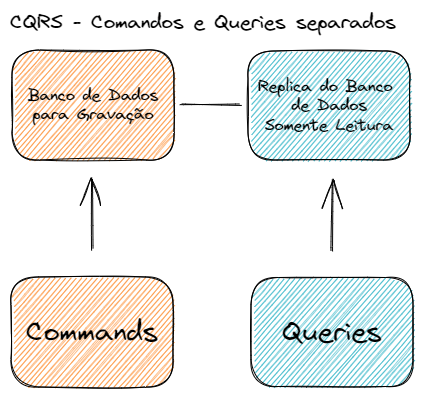 CQRS - Comandos e Queries separados
Banco de Dados
para Gravação
Replica do Banco
de Dados
Somente Leitura
Commands
Queries